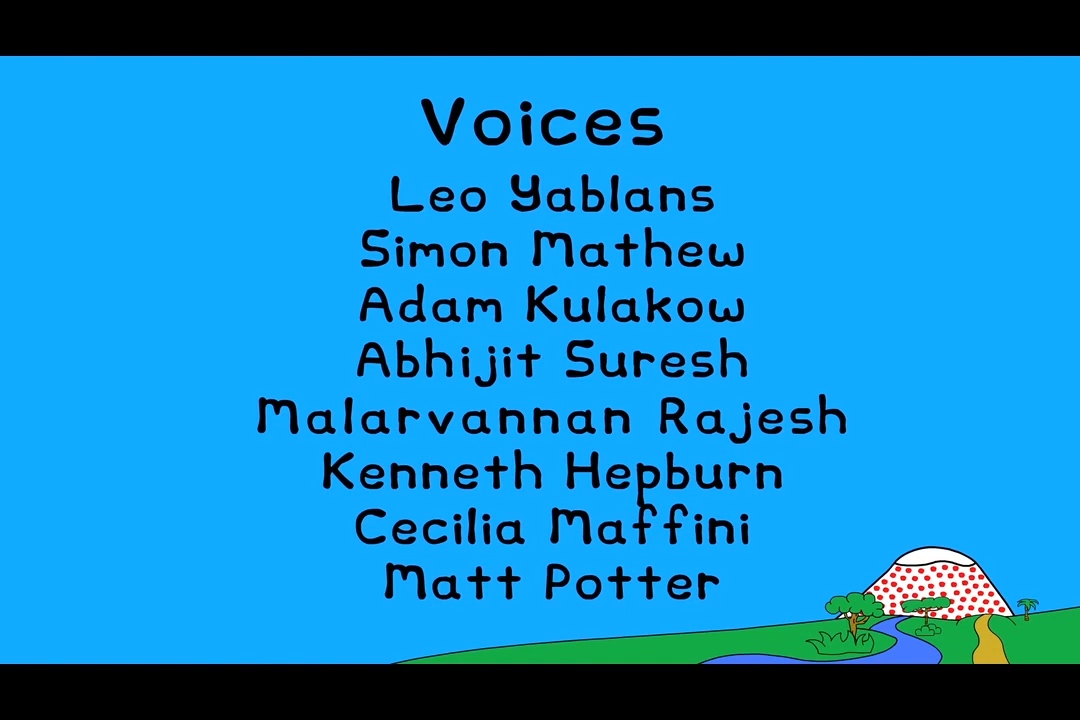 Voices
Leo Yablans
Simon Mathew
Adam Kulakow
Abhijit Suresh
Malarvannan Rajesh
Kenneth Hepburn
Cecilia Maffini
Matt Potter